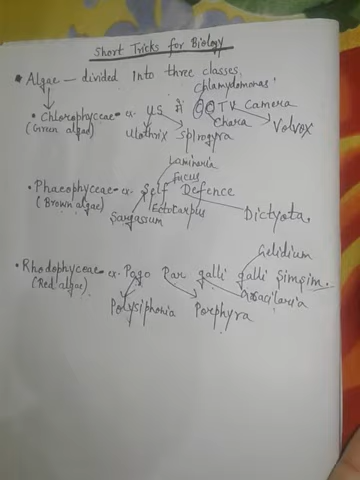 Short Tricks for Biology
• Algae — divided Into three classes.
Chlamydomonas
• Chlorophyceae - ex. US में CCTV Camera
(Green algae) Chara Volvox
Ulothrix Spirogyra
Laminaria
Fucus
• Phaeophyceae - ex. Self Defence
(Brown algae) Ectocarpus
Sargassum Dictyota
Gelidium
• Rhodophyceae - ex. Pogo Par galli galli Simsim.
(Red algae) Gracilaria
Polysiphonia Porphyra